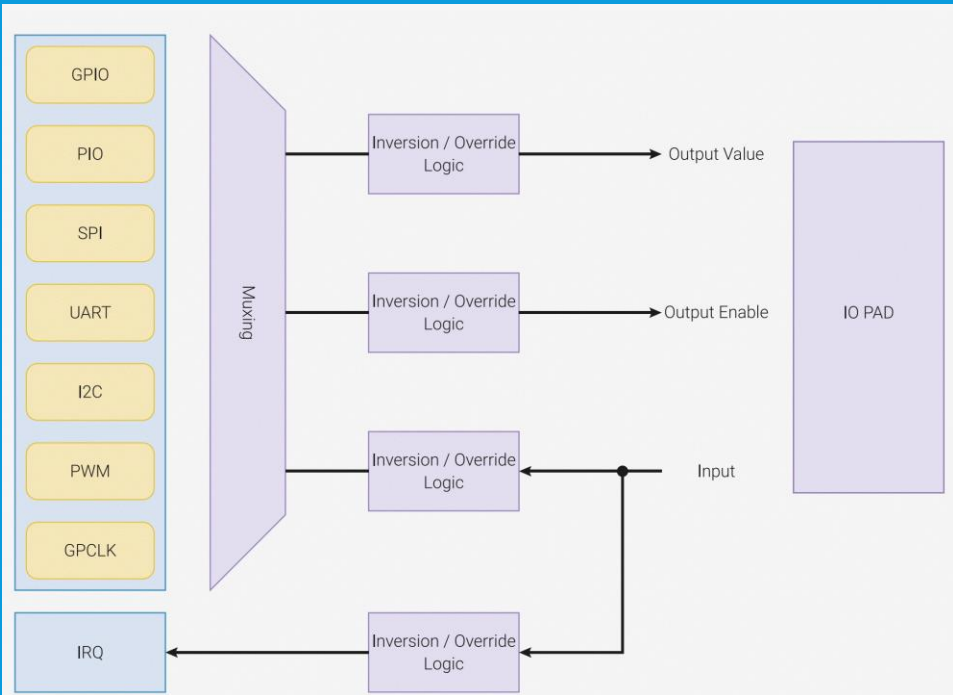 GPIO
PIO
SPI
UART
I2C
PWM
GPCLK
IRQ
Muxing
Inversion / Override
Logic
Output Value
Inversion / Override
Logic
Output Enable
Inversion / Override
Logic
Input
Inversion / Override
Logic
IO PAD